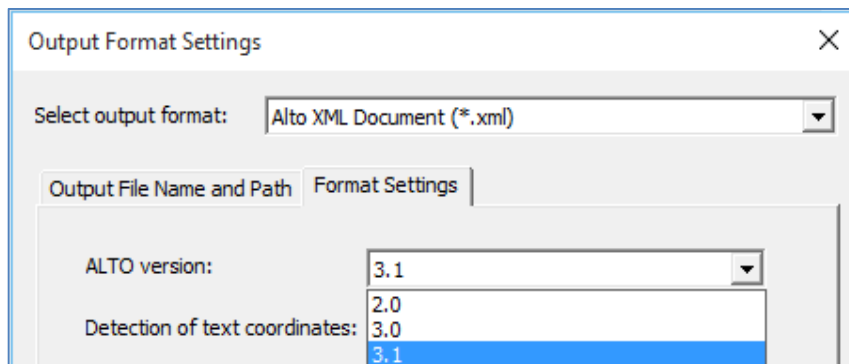 Output Format Settings
Select output format: Alto XML Document (*.xml)
Output File Name and Path Format Settings
ALTO version: 3.1
2.0
Detection of text coordinates: 3.0
3.1